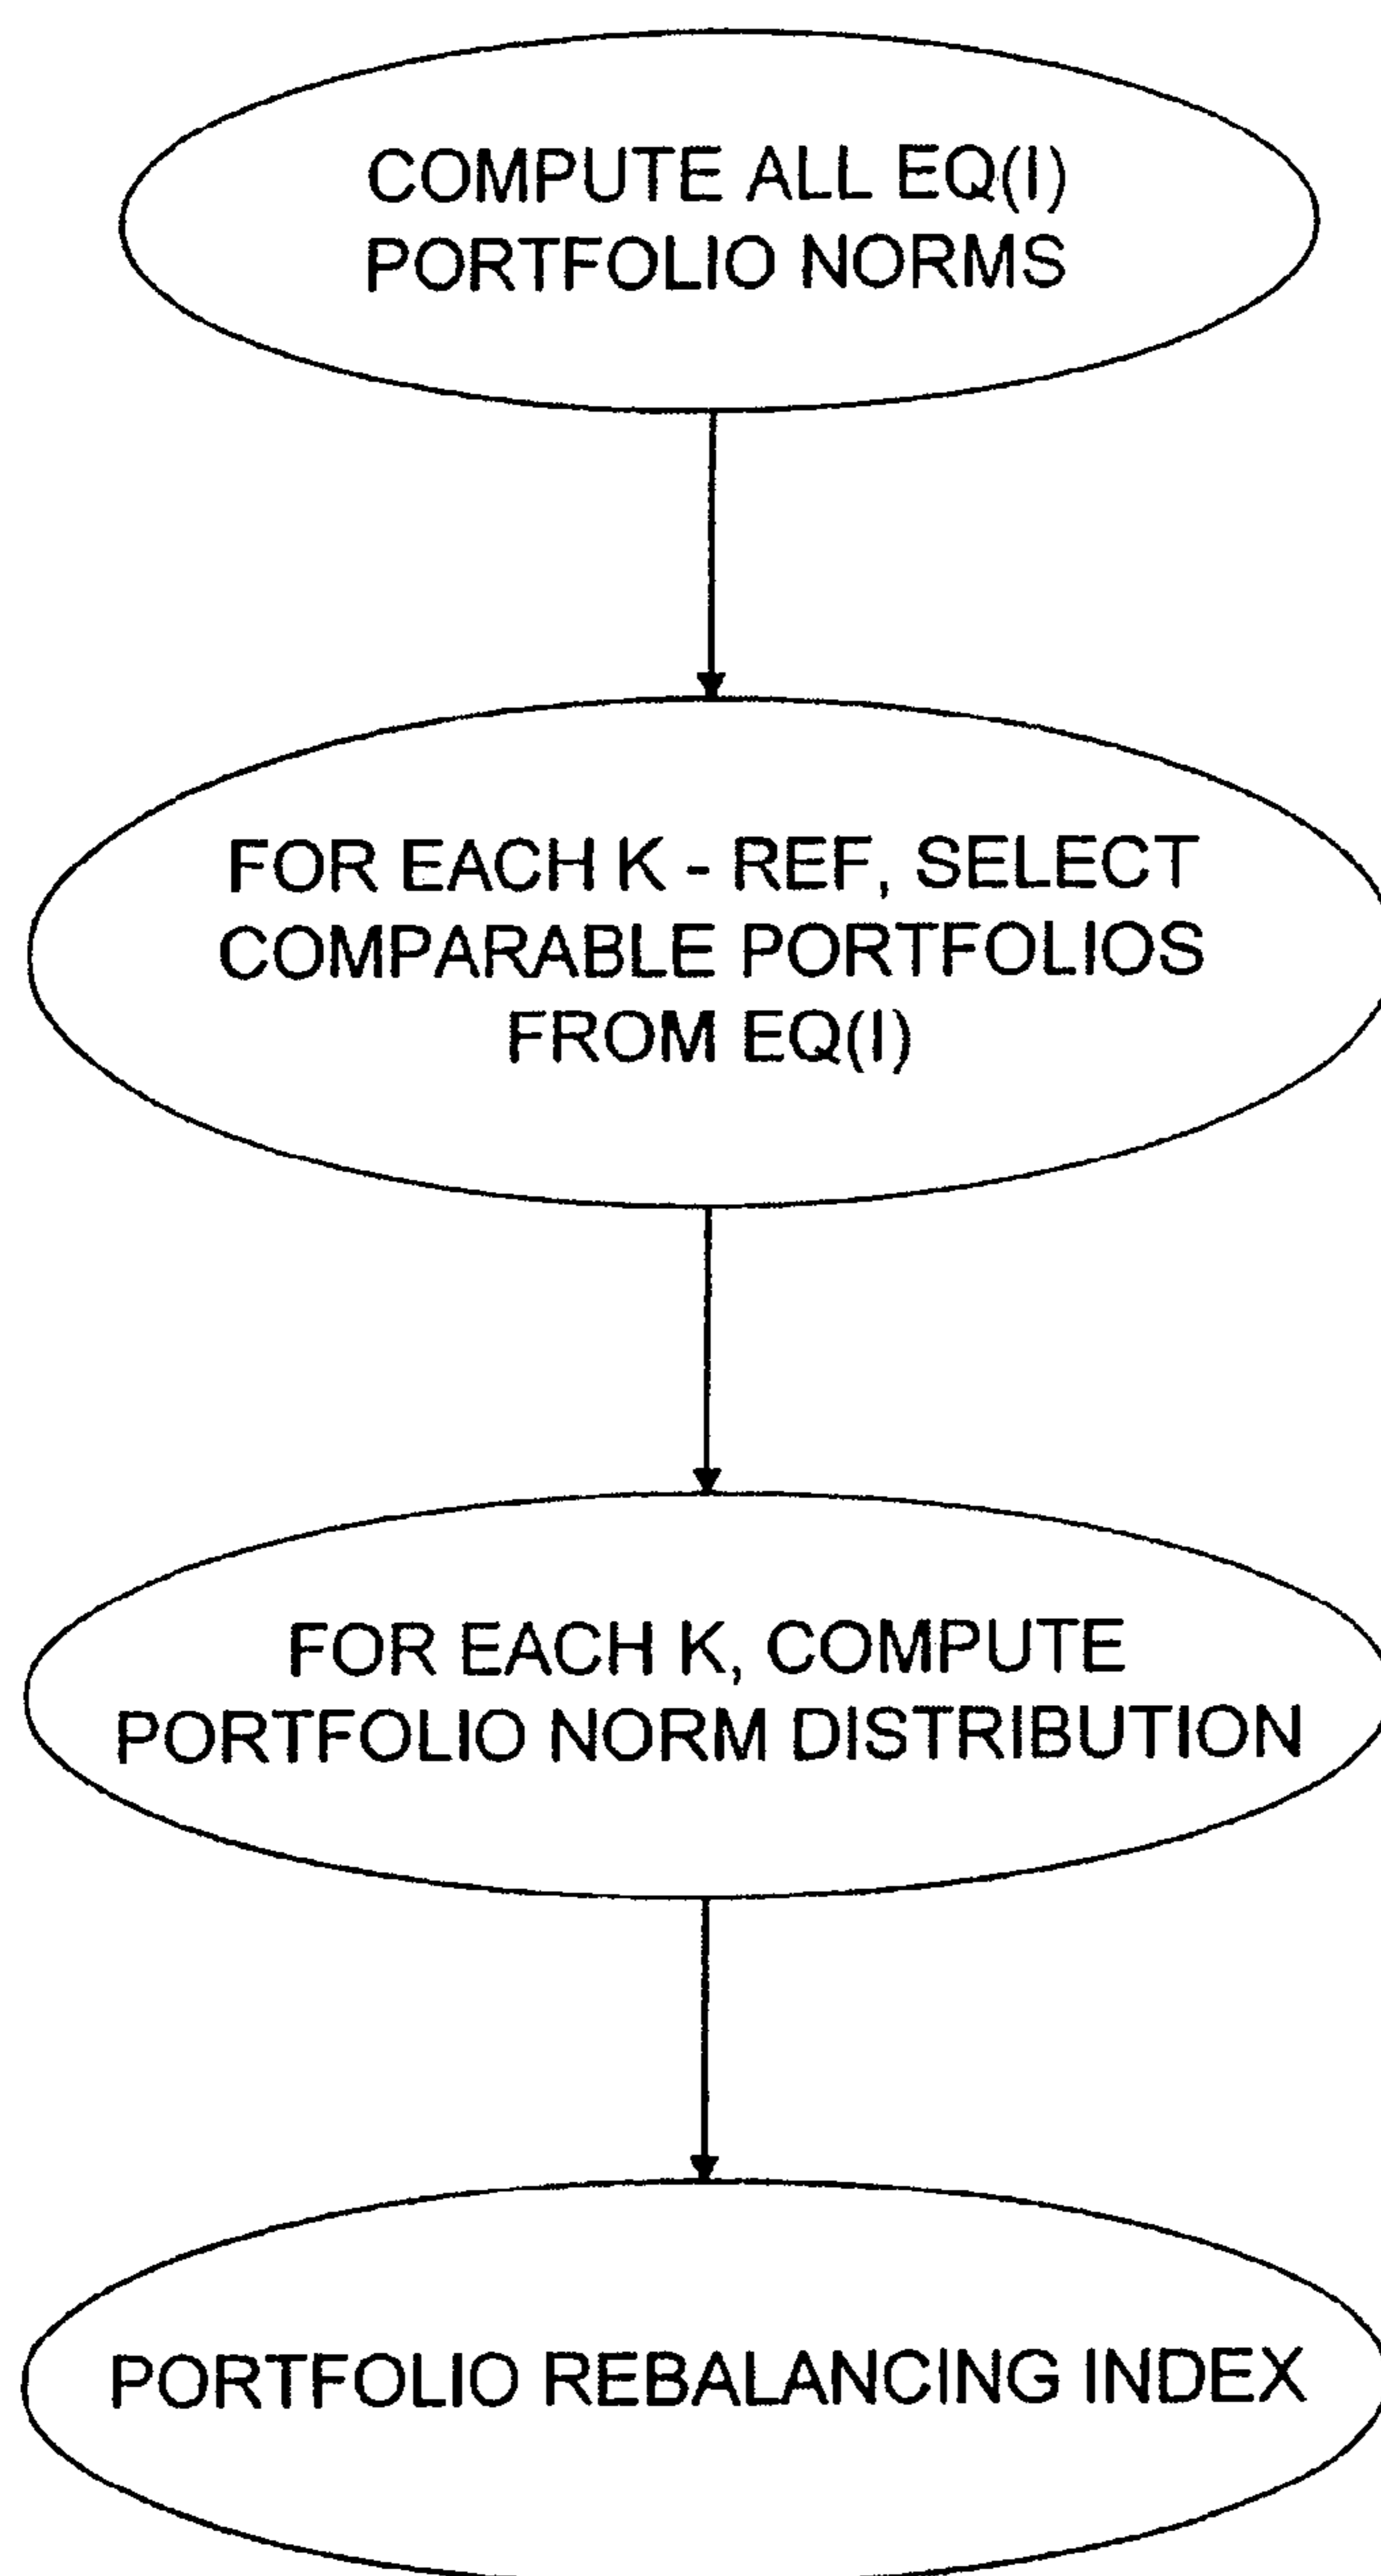 COMPUTE ALL EQ(I)
PORTFOLIO NORMS
FOR EACH K - REF, SELECT
COMPARABLE PORTFOLIOS
FROM EQ(I)
FOR EACH K, COMPUTE
PORTFOLIO NORM DISTRIBUTION
PORTFOLIO REBALANCING INDEX